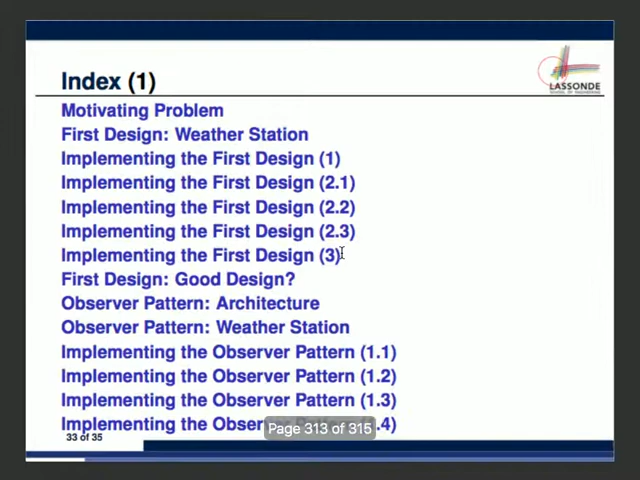 Index (1)
LASSONDE
SCHOOL OF ENGINEERING
Motivating Problem
First Design: Weather Station
Implementing the First Design (1)
Implementing the First Design (2.1)
Implementing the First Design (2.2)
Implementing the First Design (2.3)
Implementing the First Design (3)
First Design: Good Design?
Observer Pattern: Architecture
Observer Pattern: Weather Station
Implementing the Observer Pattern (1.1)
Implementing the Observer Pattern (1.2)
Implementing the Observer Pattern (1.3)
Implementing the Obser 1.4)
Page 313 of 315
33 of 35